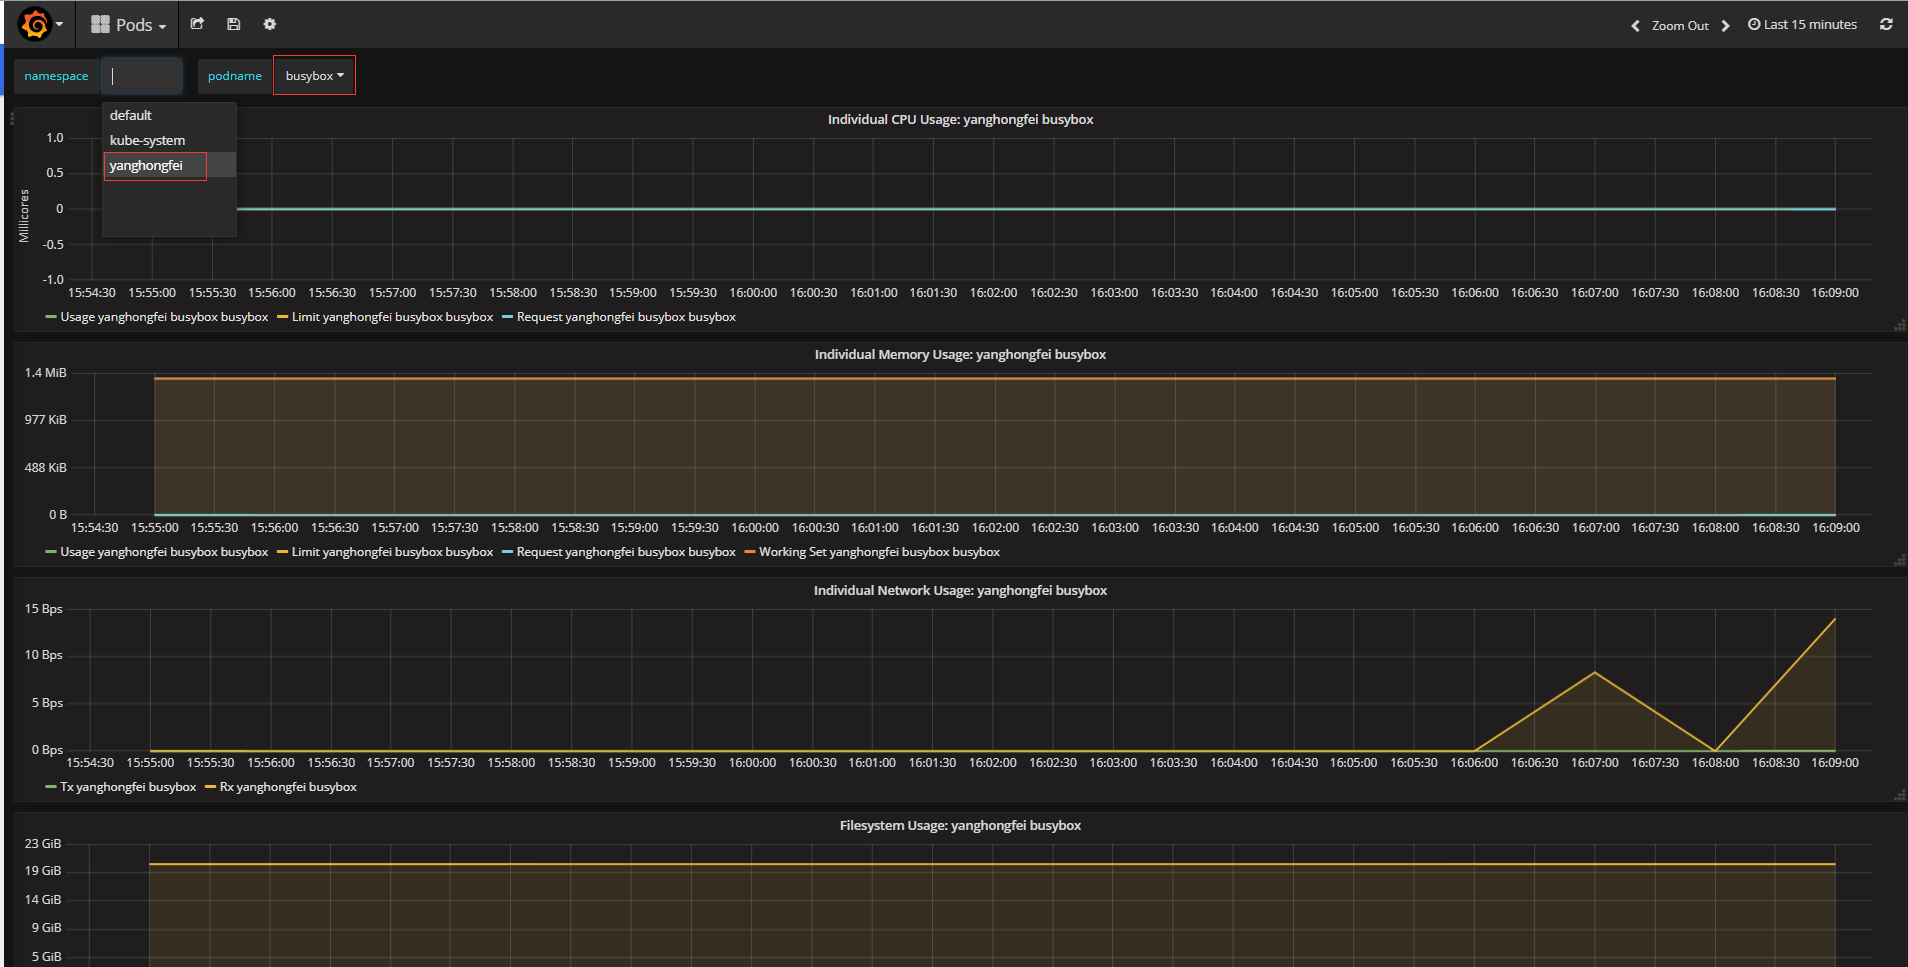 Pods
Zoom Out
Last 15 minutes
namespace
podname
busybox
default
kube-system
yanghongfei
Individual CPU Usage: yanghongfei busybox
Millicores
1.0
0.5
0
-0.5
-1.0
15:54:30 15:55:00 15:55:30 15:56:00 15:56:30 15:57:00 15:57:30 15:58:00 15:58:30 15:59:00 15:59:30 16:00:00 16:00:30 16:01:00 16:01:30 16:02:00 16:02:30 16:03:00 16:03:30 16:04:00 16:04:30 16:05:00 16:05:30 16:06:00 16:06:30 16:07:00 16:07:30 16:08:00 16:08:30 16:09:00
Usage yanghongfei busybox busybox Limit yanghongfei busybox busybox Request yanghongfei busybox busybox
Individual Memory Usage: yanghongfei busybox
1.4 MiB
977 KiB
488 KiB
0 B
15:54:30 15:55:00 15:55:30 15:56:00 15:56:30 15:57:00 15:57:30 15:58:00 15:58:30 15:59:00 15:59:30 16:00:00 16:00:30 16:01:00 16:01:30 16:02:00 16:02:30 16:03:00 16:03:30 16:04:00 16:04:30 16:05:00 16:05:30 16:06:00 16:06:30 16:07:00 16:07:30 16:08:00 16:08:30 16:09:00
Usage yanghongfei busybox busybox Limit yanghongfei busybox busybox Request yanghongfei busybox busybox Working Set yanghongfei busybox busybox
Individual Network Usage: yanghongfei busybox
15 Bps
10 Bps
5 Bps
0 Bps
15:54:30 15:55:00 15:55:30 15:56:00 15:56:30 15:57:00 15:57:30 15:58:00 15:58:30 15:59:00 15:59:30 16:00:00 16:00:30 16:01:00 16:01:30 16:02:00 16:02:30 16:03:00 16:03:30 16:04:00 16:04:30 16:05:00 16:05:30 16:06:00 16:06:30 16:07:00 16:07:30 16:08:00 16:08:30 16:09:00
Tx yanghongfei busybox Rx yanghongfei busybox
Filesystem Usage: yanghongfei busybox
23 GiB
19 GiB
14 GiB
9 GiB
5 GiB